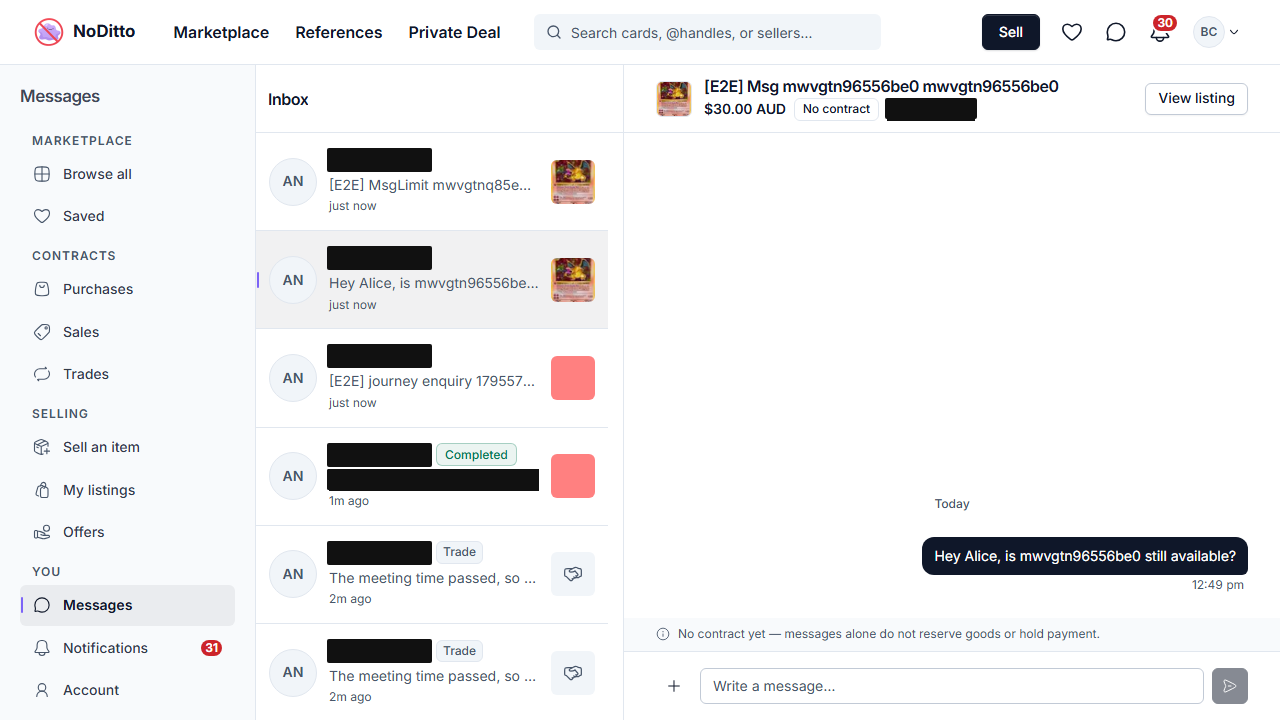 NoDitto
Marketplace
References
Private Deal
Search cards, @handles, or sellers...
Sell
30
BC
Messages
MARKETPLACE
Browse all
Saved
CONTRACTS
Purchases
Sales
Trades
SELLING
Sell an item
My listings
Offers
YOU
Messages
Notifications
31
Account
Inbox
AN
[E2E] MsgLimit mwvgtnq85e...
just now
AN
Hey Alice, is mwvgtn96556be...
just now
AN
[E2E] journey enquiry 179557...
just now
AN
Completed
1m ago
AN
Trade
The meeting time passed, so ...
2m ago
AN
Trade
The meeting time passed, so ...
2m ago
[E2E] Msg mwvgtn96556be0 mwvgtn96556be0
$30.00 AUD
No contract
View listing
Today
Hey Alice, is mwvgtn96556be0 still available?
12:49 pm
No contract yet — messages alone do not reserve goods or hold payment.
Write a message...